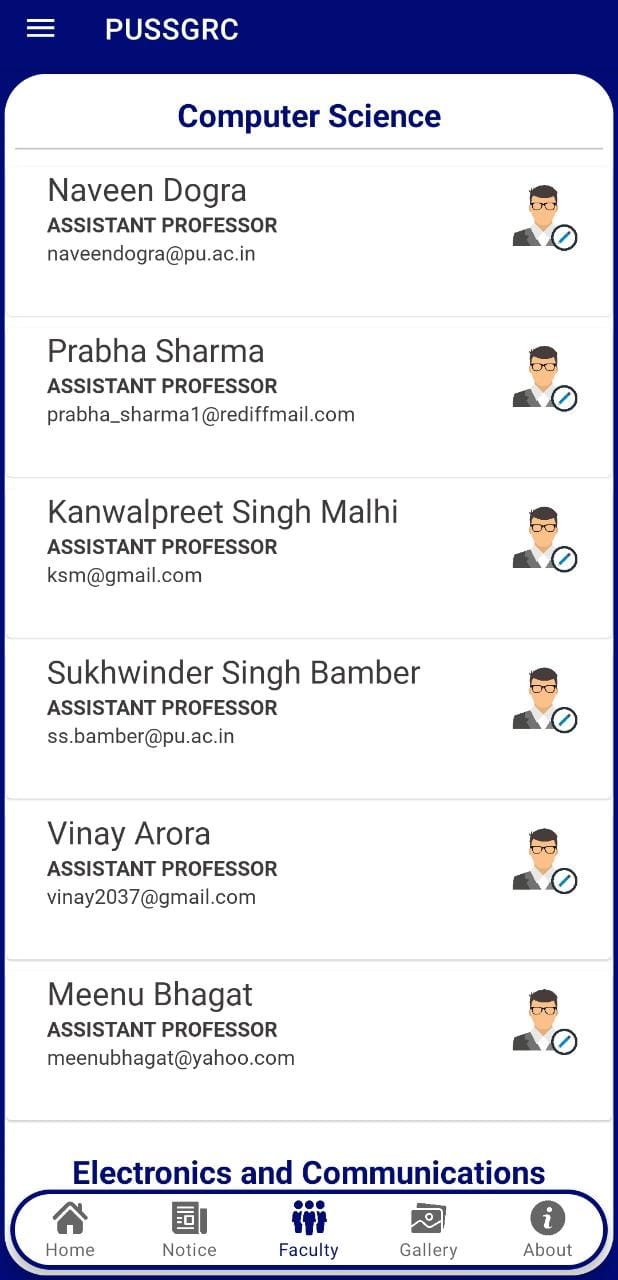 PUSSGRC
Computer Science
Naveen Dogra
ASSISTANT PROFESSOR
naveendogra@pu.ac.in
Prabha Sharma
ASSISTANT PROFESSOR
prabha_sharma1@rediffmail.com
Kanwalpreet Singh Malhi
ASSISTANT PROFESSOR
ksm@gmail.com
Sukhwinder Singh Bamber
ASSISTANT PROFESSOR
ss.bamber@pu.ac.in
Vinay Arora
ASSISTANT PROFESSOR
vinay2037@gmail.com
Meenu Bhagat
ASSISTANT PROFESSOR
meenubhagat@yahoo.com
Electronics and Communications
Home Notice Faculty Gallery About